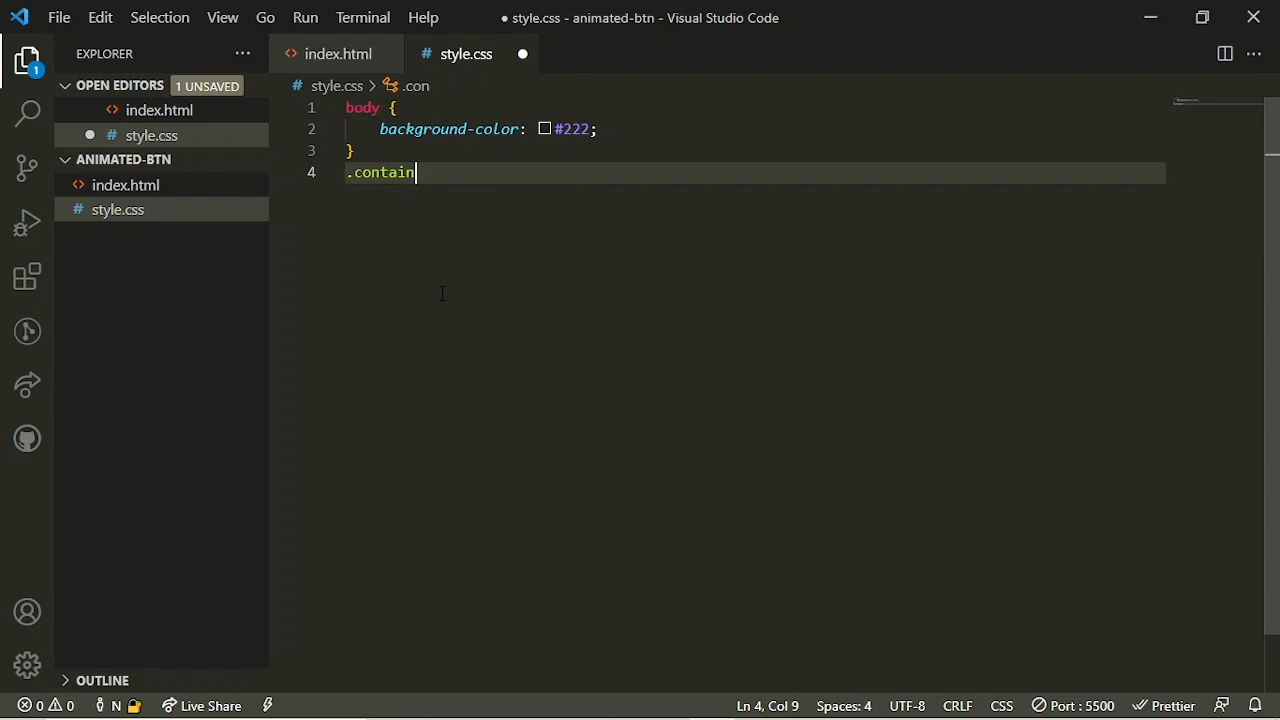 File Edit Selection View Go Run Terminal Help
● style.css - animated-btn - Visual Studio Code
EXPLORER
index.html
# style.css
OPEN EDITORS 1 UNSAVED
index.html
# style.css
ANIMATED-BTN
index.html
# style.css
# style.css > .con
1 body {
2 background-color: #222;
3 }
4 .contain
1
OUTLINE
0 0 N Live Share
Ln 4, Col 9 Spaces: 4 UTF-8 CRLF CSS Port : 5500 Prettier